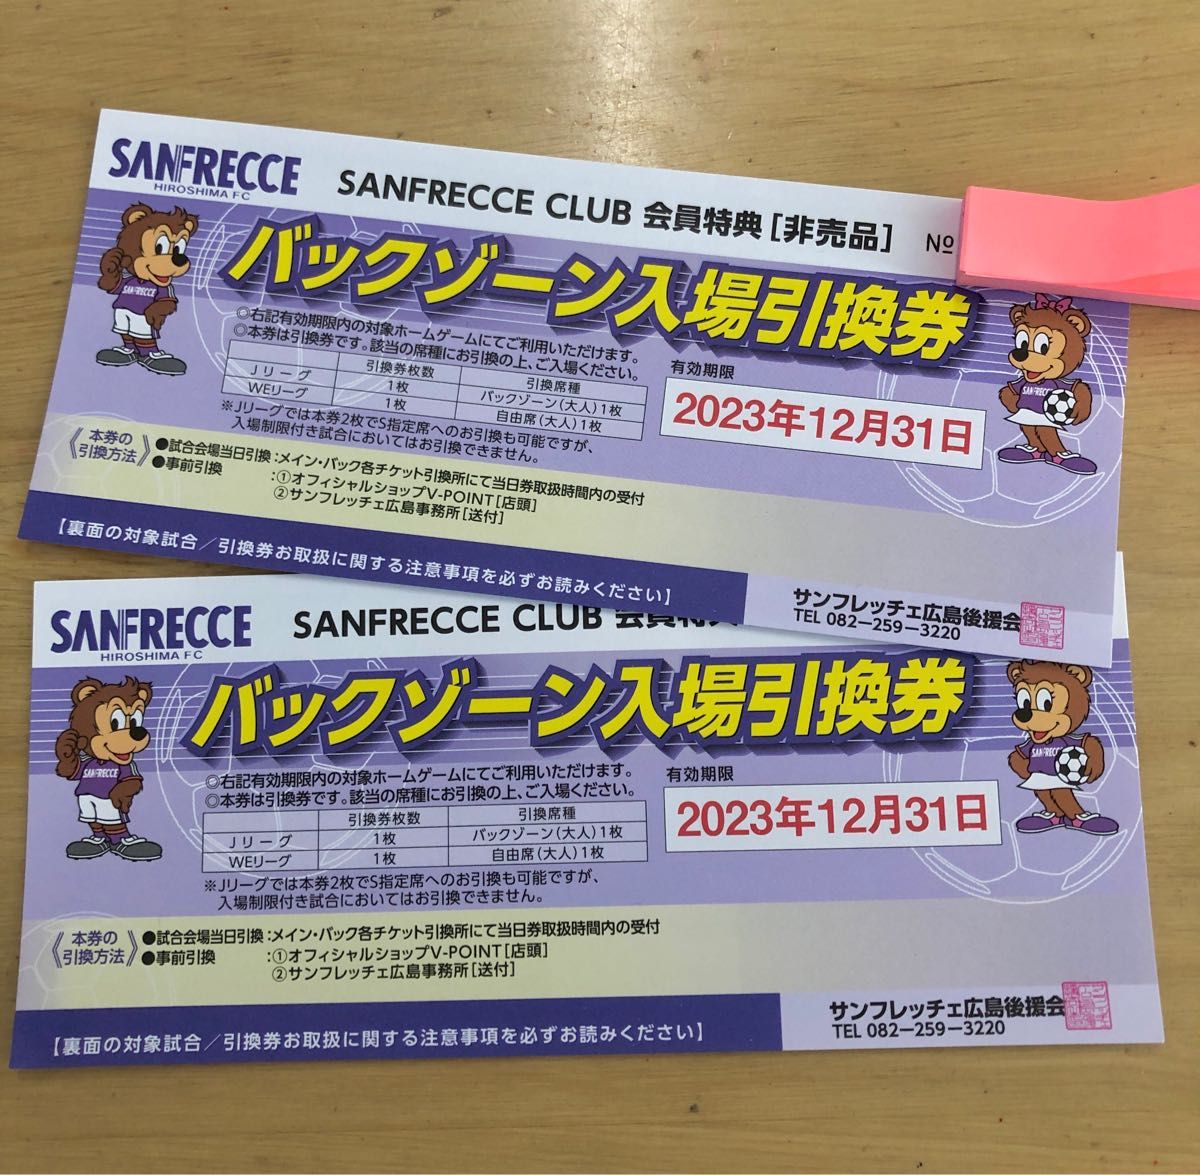 SANFRECCE
HIROSHIMA FC
SANFRECCE CLUB 会員特典[非売品]
No
バックゾーン入場引換券
◎右記有効期限内の対象ホームゲームにてご利用いただけます。
◎本券は引換券です。該当の席種にお引換の上、ご入場ください。
引換券枚数 引換席種
Jリーグ 1枚 バックゾーン(大人)1枚
WEリーグ 1枚 自由席(大人)1枚
※Jリーグでは本券2枚でS指定席へのお引換も可能ですが、
入場制限付き試合においてはお引換できません。
有効期限
2023年12月31日
SANFRECCE
SANFRECCE
《本券の引換方法》
●試合会場当日引換:メイン・バック各チケット引換所にて当日券取扱時間内の受付
●事前引換 :①オフィシャルショップV-POINT[店頭]
②サンフレッチェ広島事務所[送付]
【裏面の対象試合/引換券お取扱に関する注意事項を必ずお読みください】
サンフレッチェ広島後援会
TEL 082-259-3220
SANFRECCE
HIROSHIMA FC
SANFRECCE CLUB 会員特典
バックゾーン入場引換券
◎右記有効期限内の対象ホームゲームにてご利用いただけます。
◎本券は引換券です。該当の席種にお引換の上、ご入場ください。
引換券枚数 引換席種
Jリーグ 1枚 バックゾーン(大人)1枚
WEリーグ 1枚 自由席(大人)1枚
※Jリーグでは本券2枚でS指定席へのお引換も可能ですが、
入場制限付き試合においてはお引換できません。
有効期限
2023年12月31日
SANFRECCE
SANFRECCE
《本券の引換方法》
●試合会場当日引換:メイン・バック各チケット引換所にて当日券取扱時間内の受付
●事前引換 :①オフィシャルショップV-POINT[店頭]
②サンフレッチェ広島事務所[送付]
【裏面の対象試合/引換券お取扱に関する注意事項を必ずお読みください】
サンフレッチェ広島後援会
TEL 082-259-3220